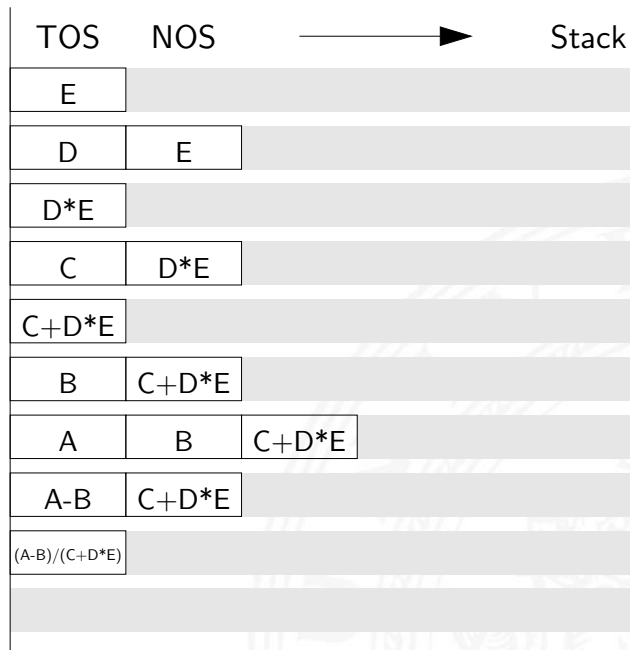 TOS NOS Stack
E
D E
D*E
C D*E
C+D*E
B C+D*E
A B C+D*E
A-B C+D*E
(A-B)/(C+D*E)